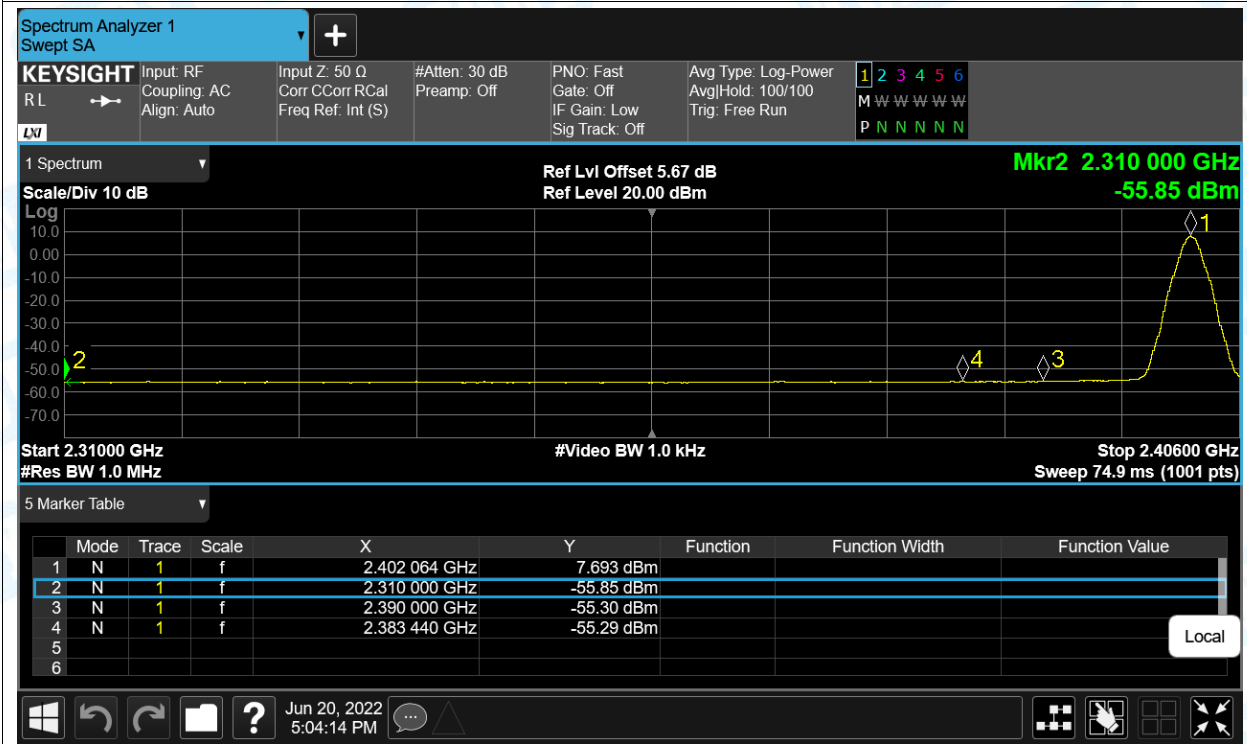 Spectrum Analyzer 1
Swept SA
+
KEYSIGHT Input: RF Input Z: 50 Ω #Atten: 30 dB PNO: Fast Avg Type: Log-Power 1 2 3 4 5 6
R L Coupling: AC Corr CCorr RCal Preamp: Off Gate: Off Avg|Hold: 100/100 M W W W W W
Align: Auto Freq Ref: Int (S) IF Gain: Low Trig: Free Run
LXI Sig Track: Off P N N N N N
1 Spectrum Ref Lvl Offset 5.67 dB Mkr2 2.310 000 GHz
Scale/Div 10 dB Ref Level 20.00 dBm -55.85 dBm
Log
10.0
0.00
-10.0
-20.0
-30.0
-40.0
-50.0
-60.0
-70.0
1
2
4
3
Start 2.31000 GHz #Video BW 1.0 kHz Stop 2.40600 GHz
#Res BW 1.0 MHz Sweep 74.9 ms (1001 pts)
5 Marker Table
Mode Trace Scale X Y Function Function Width Function Value
1 N 1 f 2.402 064 GHz 7.693 dBm
2 N 1 f 2.310 000 GHz -55.85 dBm
3 N 1 f 2.390 000 GHz -55.30 dBm
4 N 1 f 2.383 440 GHz -55.29 dBm
5
6
Local
? Jun 20, 2022
5:04:14 PM